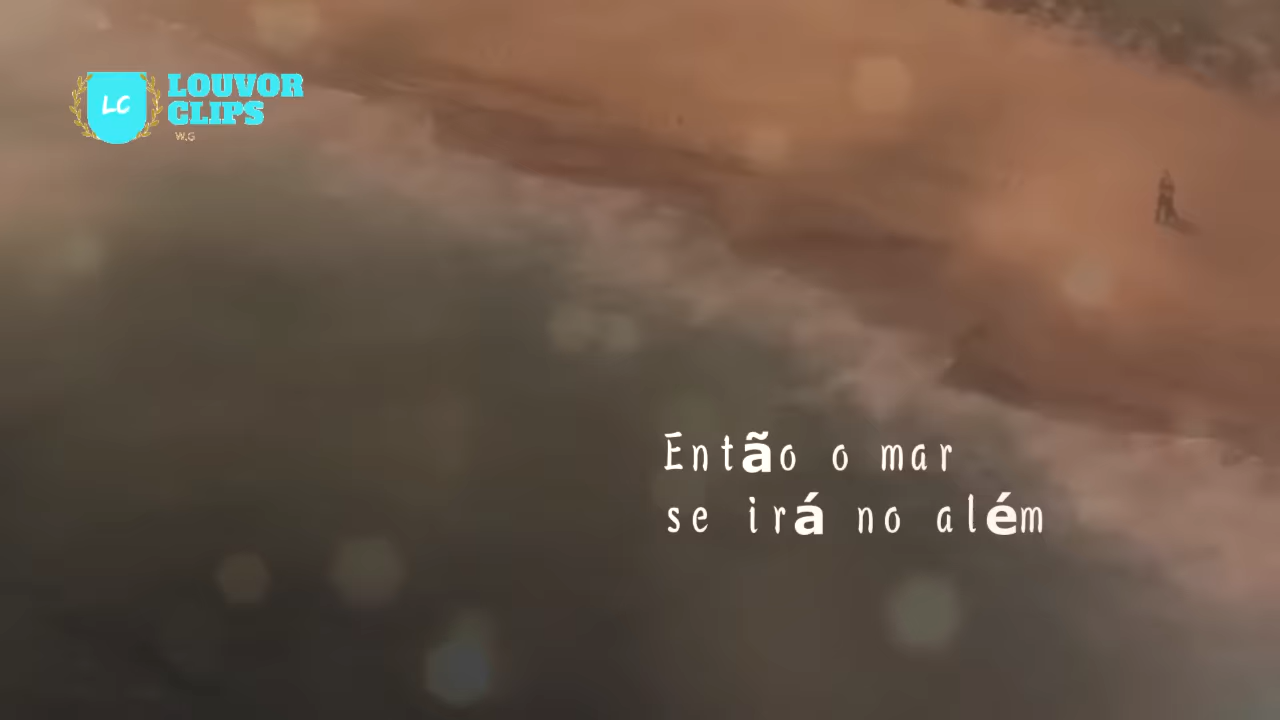 LC
LOUVOR
CLIPS
W.G
Então o mar
se irá no além